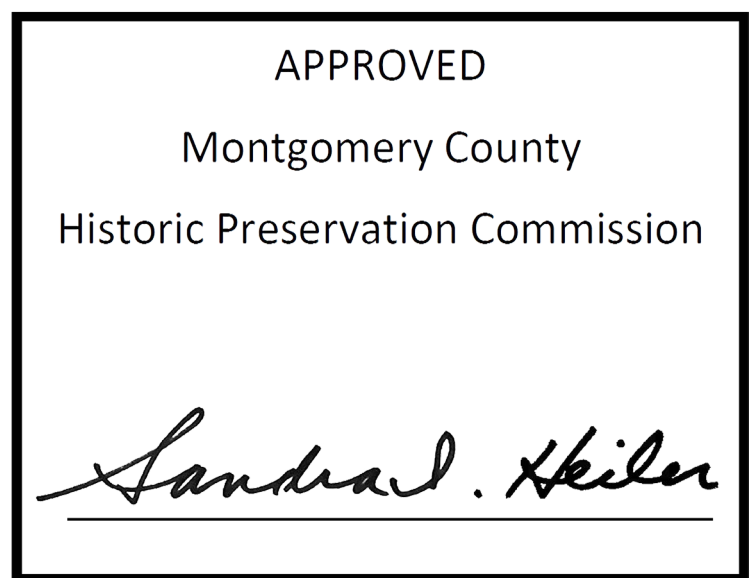 APPROVED
Montgomery County
Historic Preservation Commission
Sandra I. Heiler